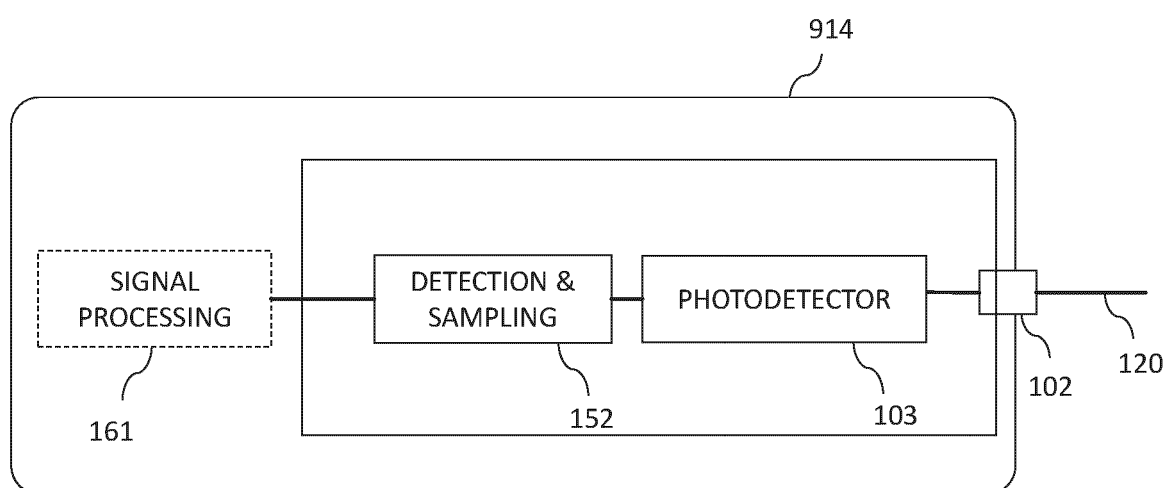 914
SIGNAL
PROCESSING
DETECTION &
SAMPLING
PHOTODETECTOR
161
152
103
102
120